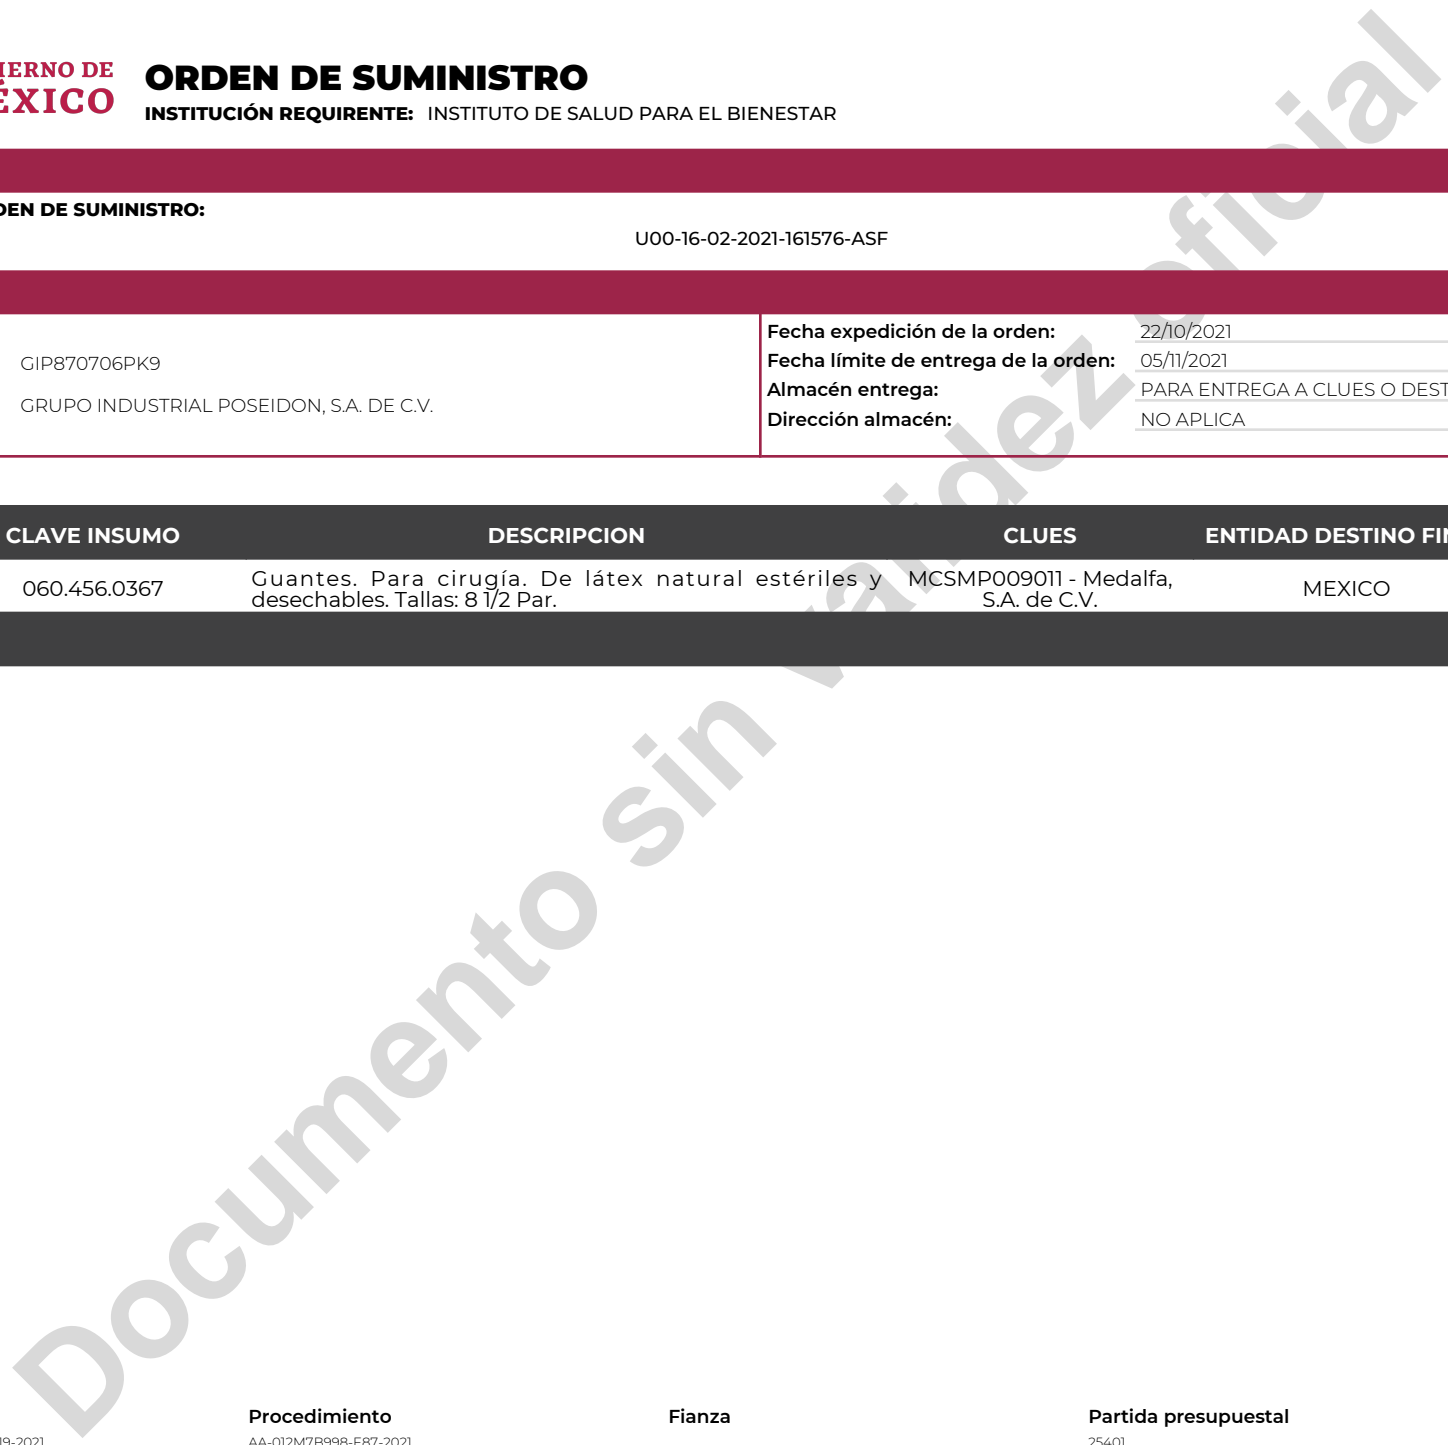 IERNO DE
ÉXICO
ORDEN DE SUMINISTRO
INSTITUCIÓN REQUIRENTE: INSTITUTO DE SALUD PARA EL BIENESTAR
DEN DE SUMINISTRO:
U00-16-02-2021-161576-ASF
GIP870706PK9
GRUPO INDUSTRIAL POSEIDON, S.A. DE C.V.
Fecha expedición de la orden: 22/10/2021
Fecha límite de entrega de la orden: 05/11/2021
Almacén entrega: PARA ENTREGA A CLUES O DEST
Dirección almacén: NO APLICA
CLAVE INSUMO DESCRIPCION CLUES ENTIDAD DESTINO FIN
060.456.0367 Guantes. Para cirugía. De látex natural estériles y desechables. Tallas: 8 1/2 Par. MCSMP009011 - Medalfa, S.A. de C.V. MEXICO
Documento sin validez oficial
Procedimiento Fianza Partida presupuestal
19-2021 AA-012M7B998-E87-2021 25401